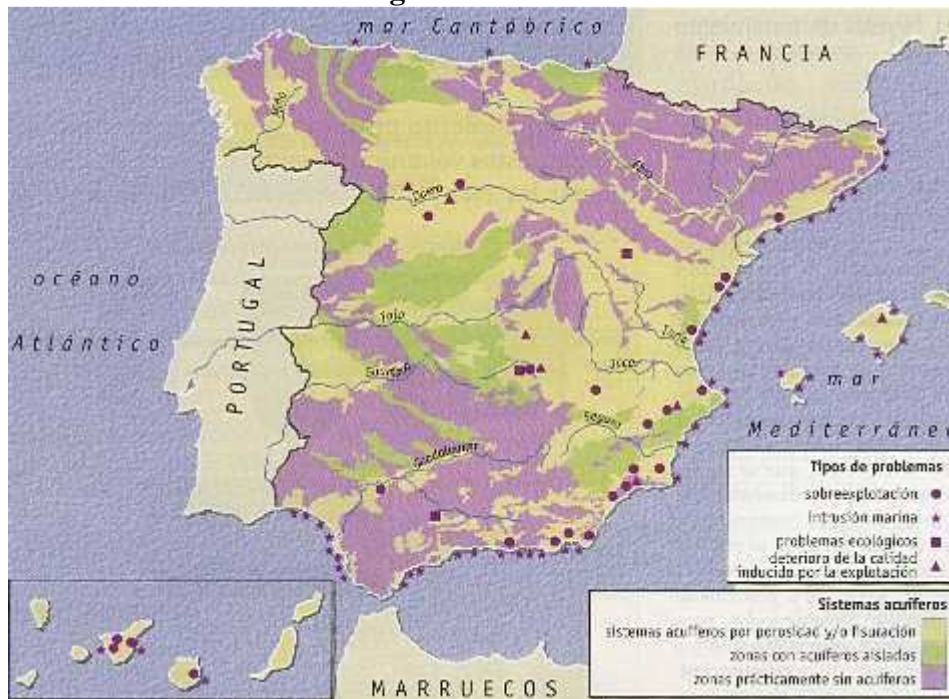 mar Cantábrico
FRANCIA
Miño
Ebro
Duero
océano
Atlántico
PORTUGAL
Tajo
Turia
Júcar
Guadiana
mar
Mediterráneo
Segura
Guadalquivir
Tipos de problemas
sobreexplotación
intrusión marina
problemas ecológicos
deterioro de la calidad
inducido por la explotación
Sistemas acuíferos
sistemas acuíferos por porosidad y/o fisuración
zonas con acuíferos aislados
zonas prácticamente sin acuíferos
MARRUECOS